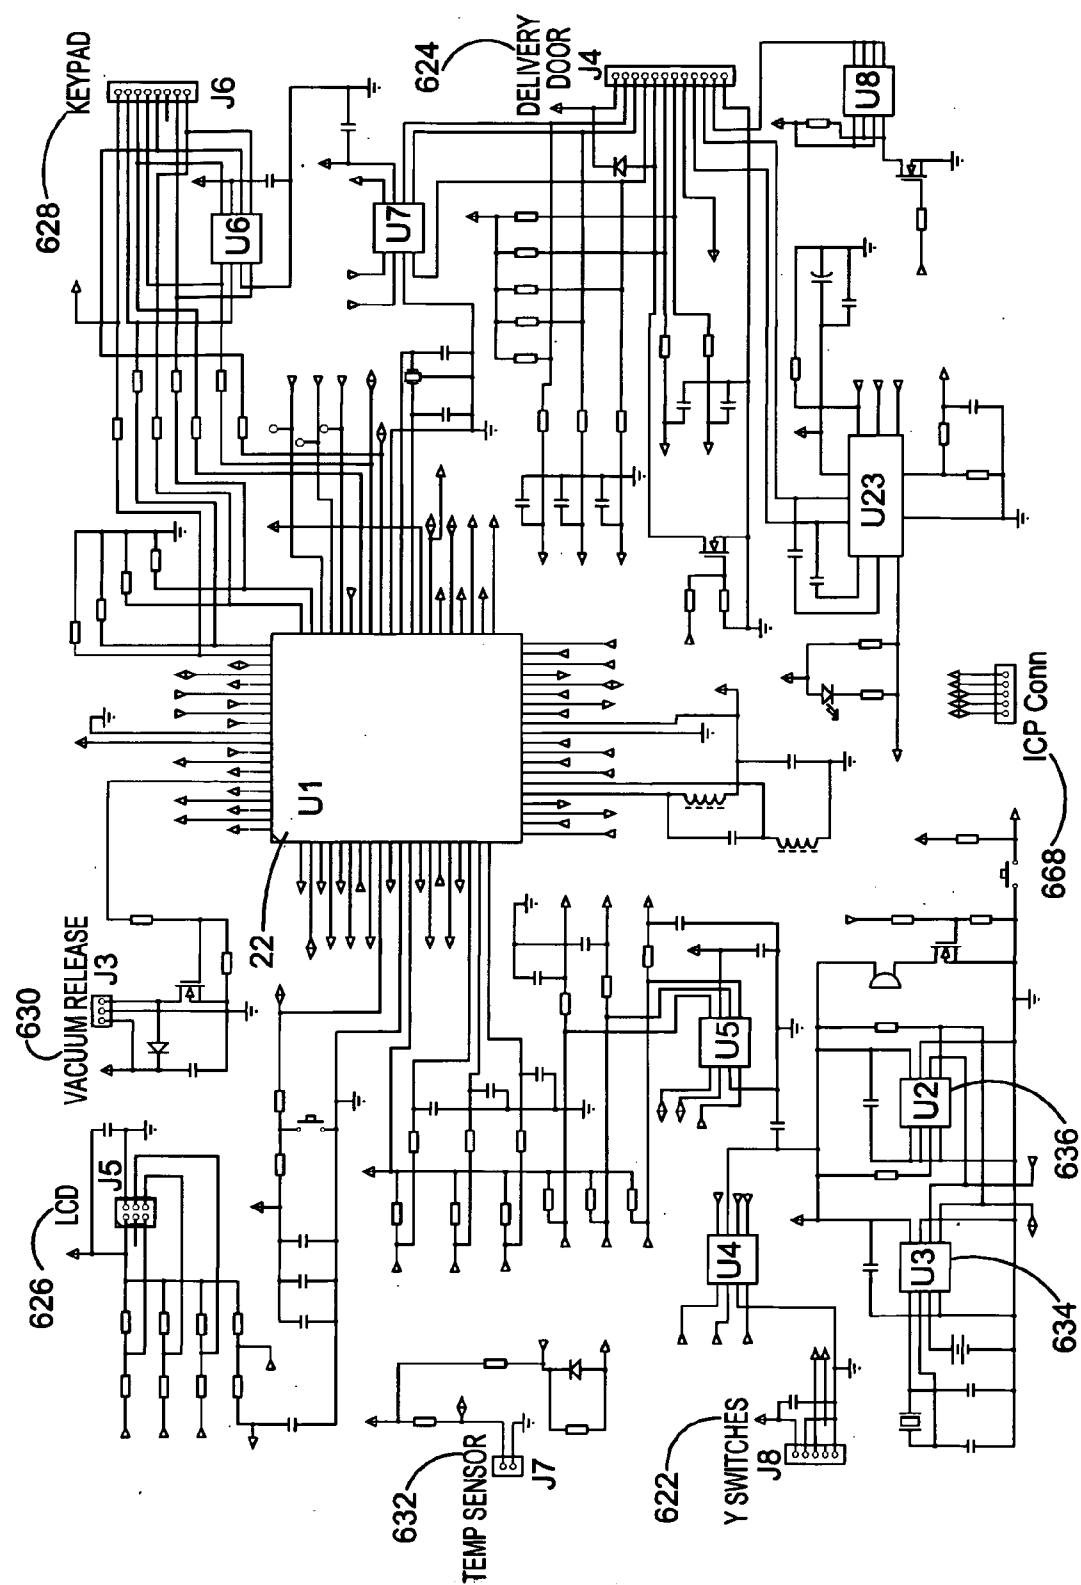 628
KEYPAD
J6
624
DELIVERY
DOOR
J4
U8
U6
U7
U23
630
VACUUM RELEASE
J3
22
U1
ICP Conn
668
626
LCD
J5
U5
U2
636
U4
U3
634
632
TEMP SENSOR
J7
622
Y SWITCHES
J8